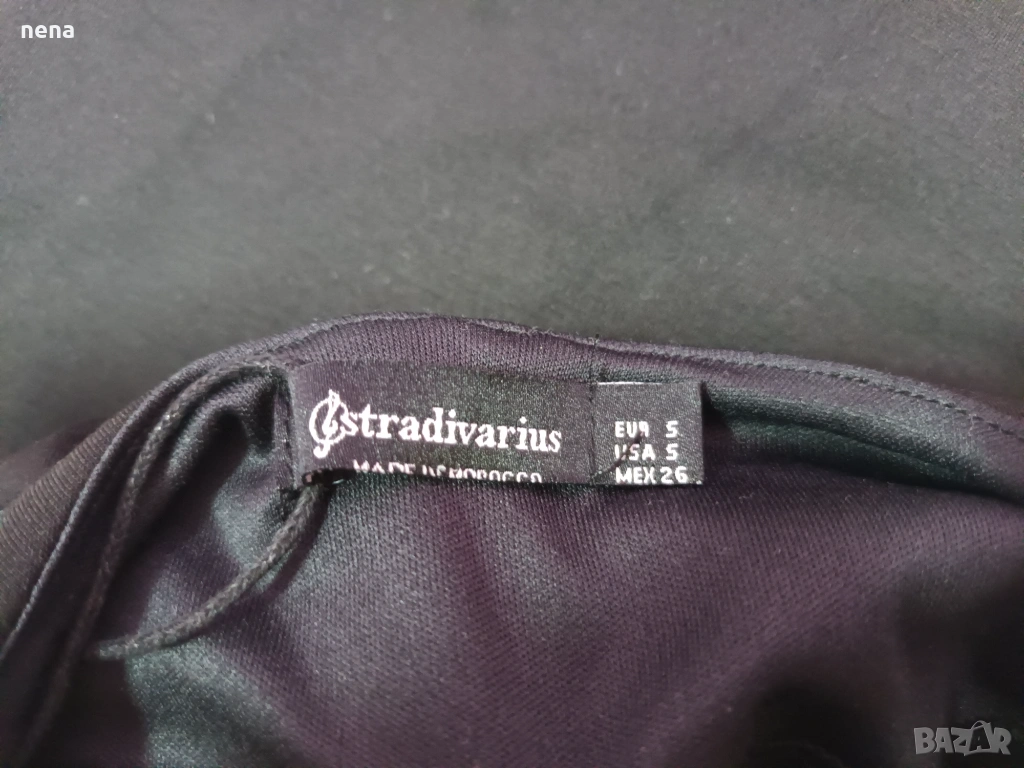 nena
stradivarius
MADE IN MOROCCO
EUR S
USA S
MEX 26
BAZAR